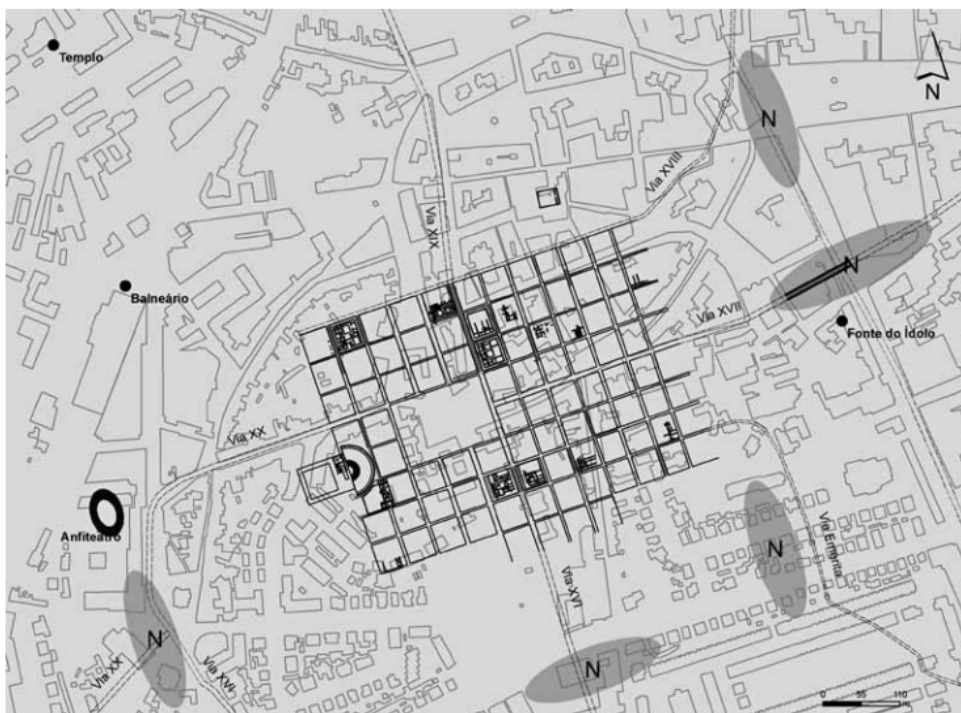 Templo
N
N
Via XVIII
Via XIX
N
Balneário
Via XVII
Fonte do Ídolo
Via XX
Anfiteatro
Via Emerita
N
Via XVI
N
N
Via XX
Via XVI
0 55 110
m